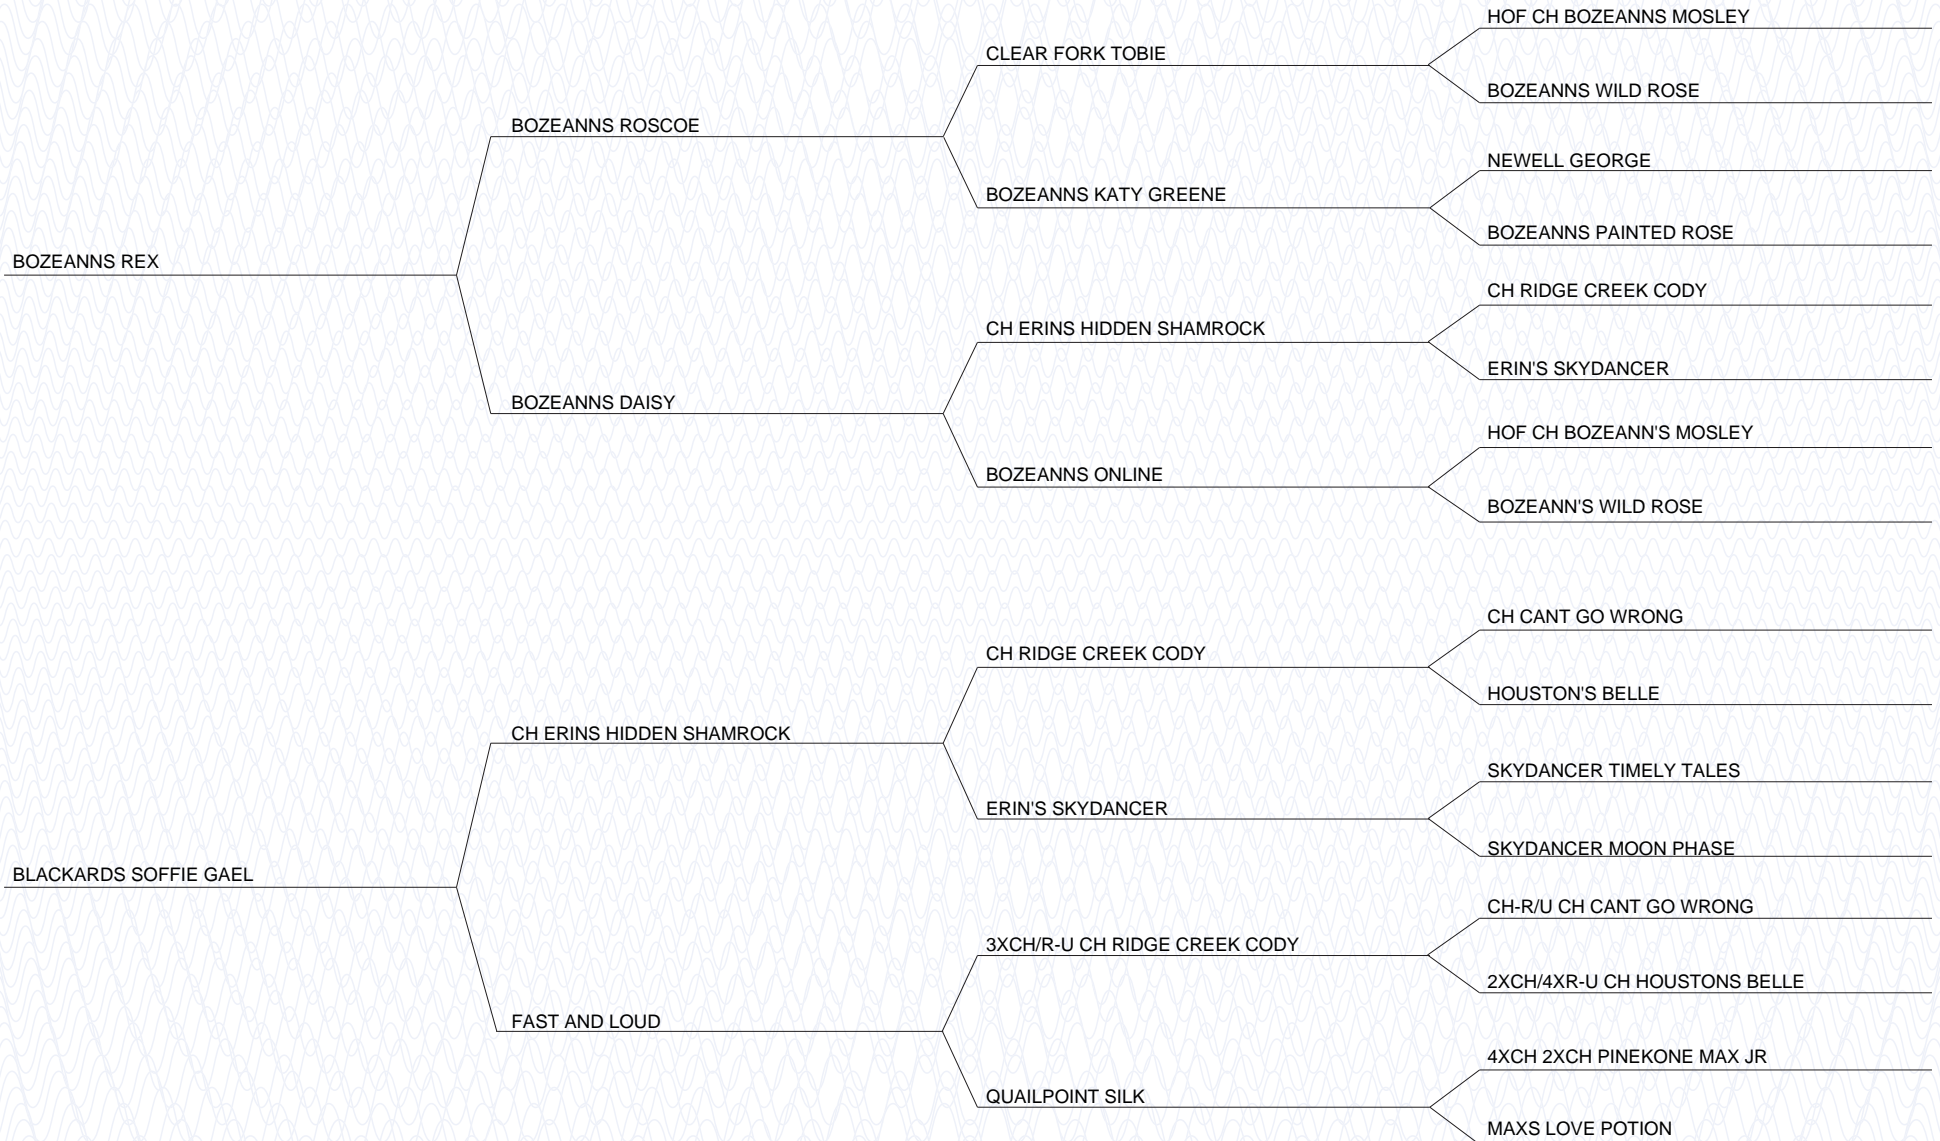 HOF CH BOZEANNS MOSLEY
CLEAR FORK TOBIE
BOZEANNS WILD ROSE
BOZEANNS ROSCOE
NEWELL GEORGE
BOZEANNS KATY GREENE
BOZEANNS PAINTED ROSE
BOZEANNS REX
CH RIDGE CREEK CODY
CH ERINS HIDDEN SHAMROCK
ERIN'S SKYDANCER
BOZEANNS DAISY
HOF CH BOZEANN'S MOSLEY
BOZEANNS ONLINE
BOZEANN'S WILD ROSE
CH CANT GO WRONG
CH RIDGE CREEK CODY
HOUSTON'S BELLE
CH ERINS HIDDEN SHAMROCK
SKYDANCER TIMELY TALES
ERIN'S SKYDANCER
SKYDANCER MOON PHASE
BLACKARDS SOFFIE GAEL
CH-R/U CH CANT GO WRONG
3XCH/R-U CH RIDGE CREEK CODY
2XCH/4XR-U CH HOUSTONS BELLE
FAST AND LOUD
4XCH 2XCH PINEKONE MAX JR
QUAILPOINT SILK
MAXS LOVE POTION